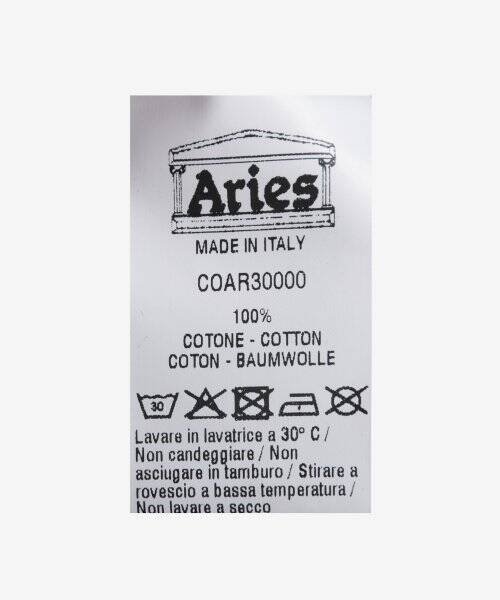 Aries
MADE IN ITALY
COAR30000
100%
COTONE - COTTON
COTON - BAUMWOLLE
30
Lavare in lavatrice a 30° C /
Non candeggiare / Non
asciugare in tamburo / Stirare a
rovescio a bassa temperatura /
Non lavare a secco